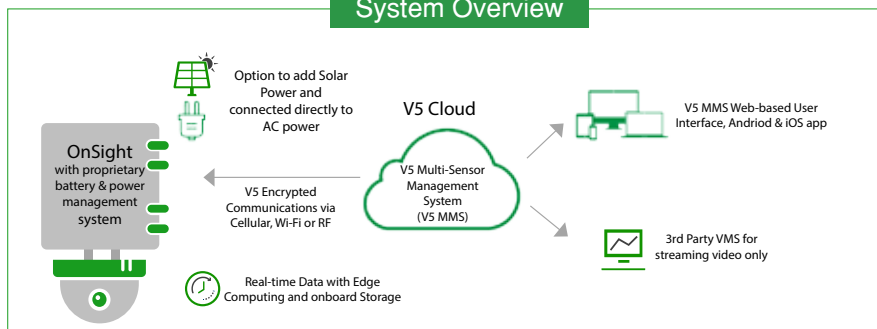 System Overview
Option to add Solar
Power and
connected directly to
AC power
OnSight
with proprietary
battery & power
management
system
V5 Encrypted
Communications via
Cellular, Wi-Fi or RF
Real-time Data with Edge
Computing and onboard Storage
V5 Cloud
V5 Multi-Sensor
Management
System
(V5 MMS)
V5 MMS Web-based User
Interface, Andriod & iOS app
3rd Party VMS for
streaming video only